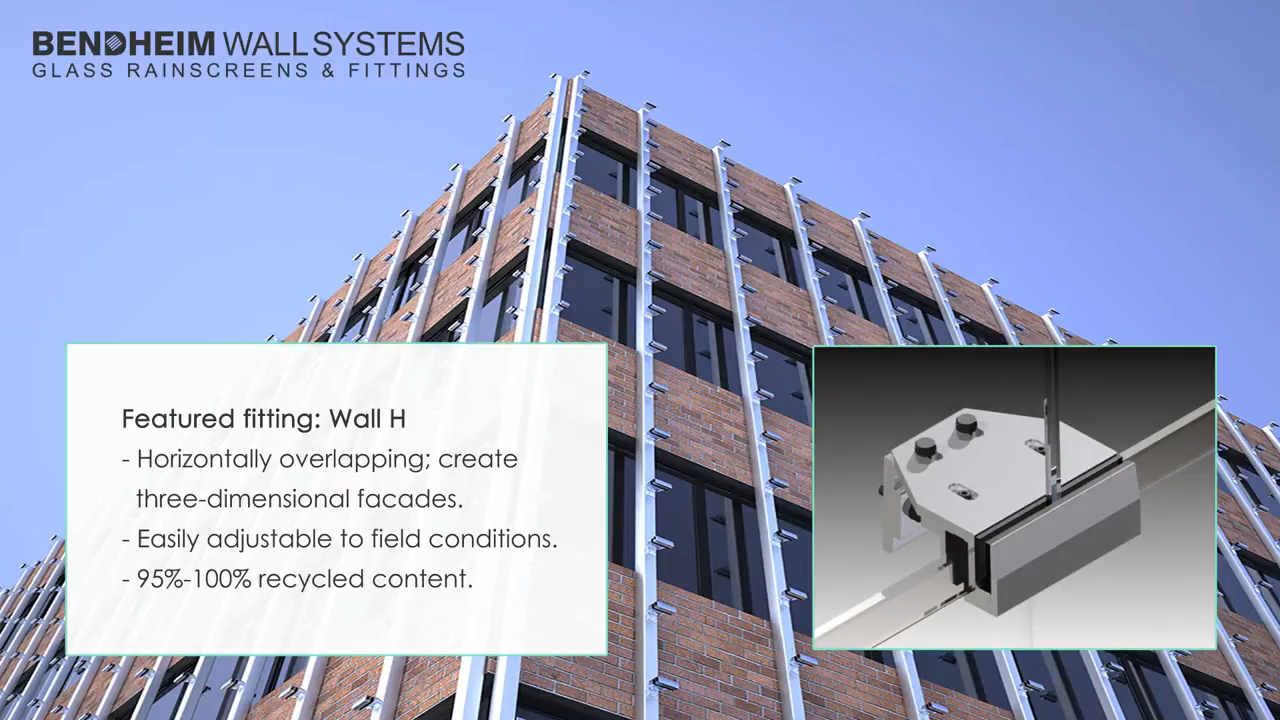 BENDHEIM WALL SYSTEMS
GLASS RAINSCREENS & FITTINGS
Featured fitting: Wall H
- Horizontally overlapping; create
three-dimensional facades.
- Easily adjustable to field conditions.
- 95%-100% recycled content.